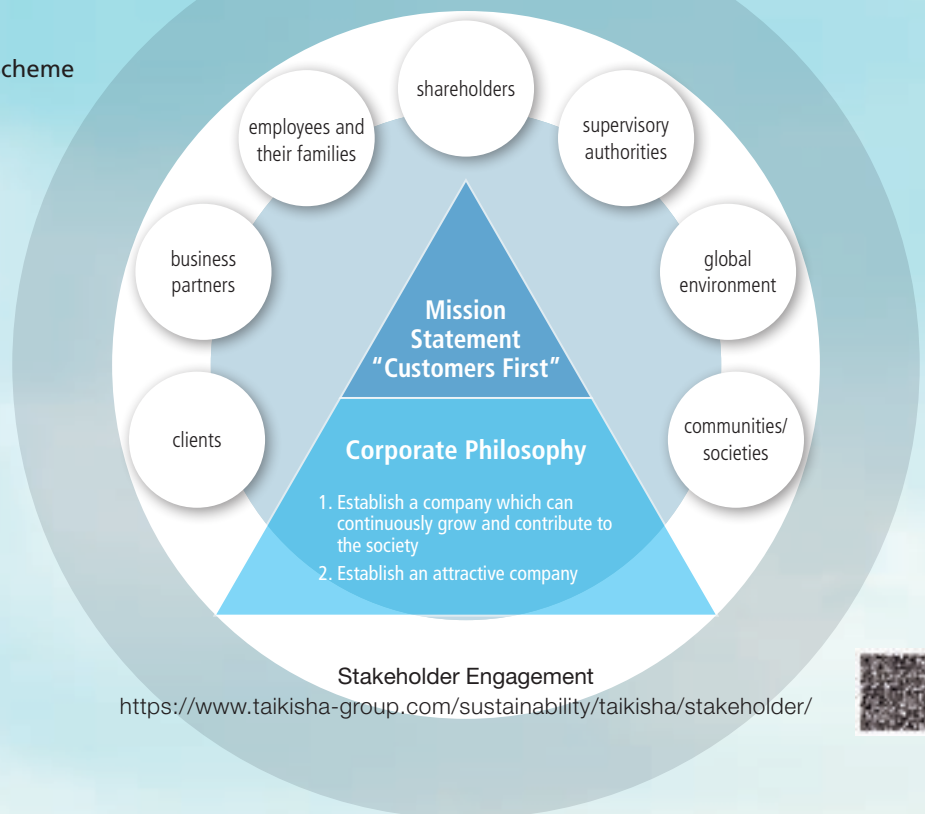 cheme
shareholders
employees and
their families
supervisory
authorities
business
partners
global
environment
clients
communities/
societies
Mission
Statement
"Customers First"
Corporate Philosophy
1. Establish a company which can
continuously grow and contribute to
the society
2. Establish an attractive company
Stakeholder Engagement
https://www.taikisha-group.com/sustainability/taikisha/stakeholder/